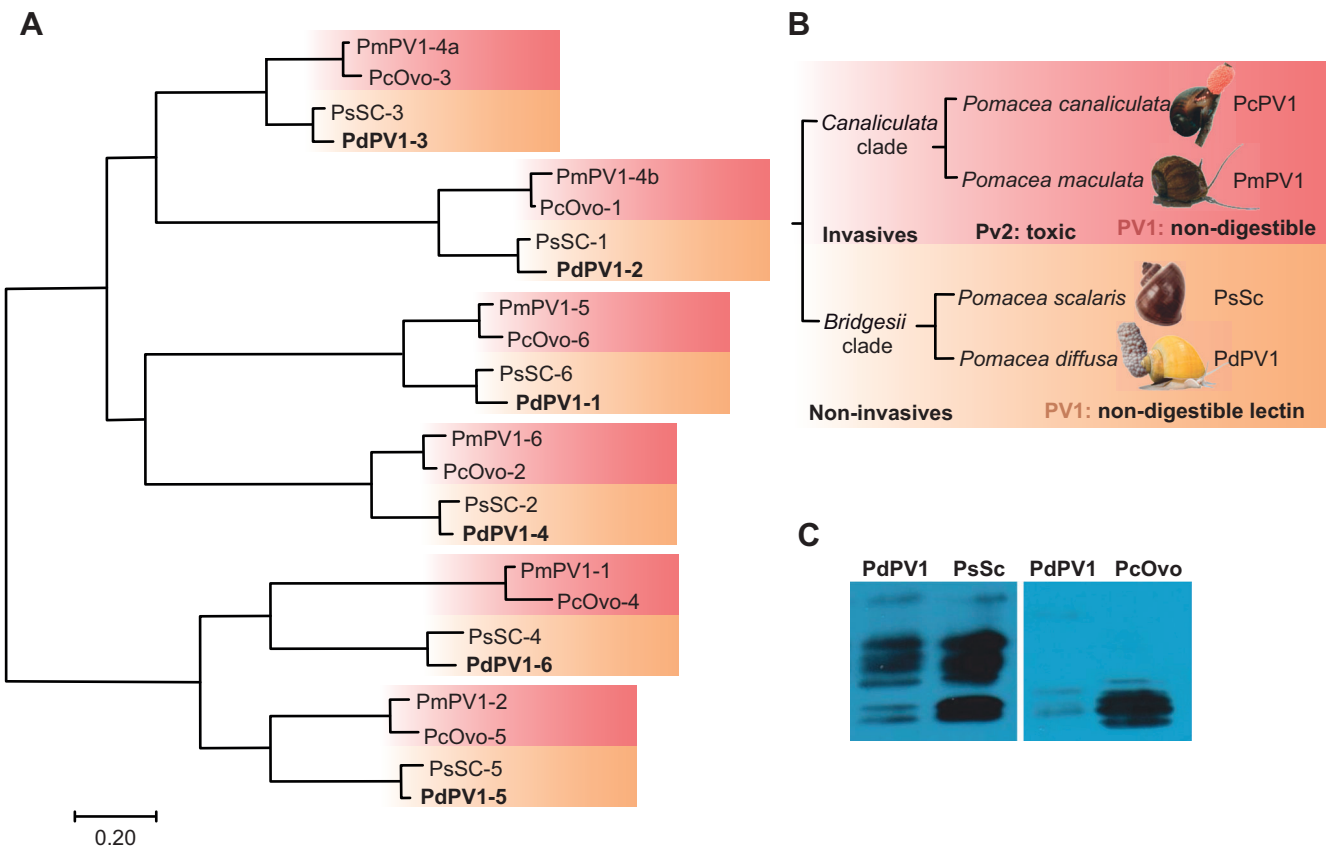 A
PmPV1-4a
PcOvo-3
PsSC-3
PdPV1-3
PmPV1-4b
PcOvo-1
PsSC-1
PdPV1-2
PmPV1-5
PcOvo-6
PsSC-6
PdPV1-1
PmPV1-6
PcOvo-2
PsSC-2
PdPV1-4
PmPV1-1
PcOvo-4
PsSC-4
PdPV1-6
PmPV1-2
PcOvo-5
PsSC-5
PdPV1-5
0.20
B
Canaliculata
clade
Pomacea canaliculata
PcPV1
Pomacea maculata
PmPV1
Invasives Pv2: toxic PV1: non-digestible
Bridgesii
clade
Pomacea scalaris
PsSc
Pomacea diffusa
PdPV1
Non-invasives PV1: non-digestible lectin
C
PdPV1 PsSc PdPV1 PcOvo